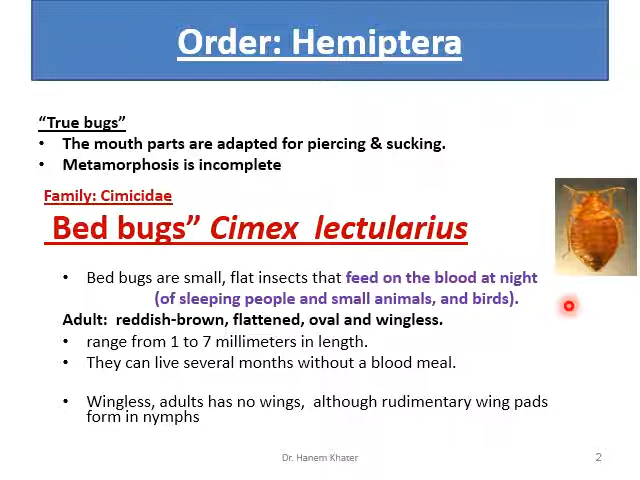 Order: Hemiptera
“True bugs”
• The mouth parts are adapted for piercing & sucking.
• Metamorphosis is incomplete
Family: Cimicidae
Bed bugs” Cimex lectularius
• Bed bugs are small, flat insects that feed on the blood at night
(of sleeping people and small animals, and birds).
Adult: reddish-brown, flattened, oval and wingless.
• range from 1 to 7 millimeters in length.
• They can live several months without a blood meal.
• Wingless, adults has no wings, although rudimentary wing pads
form in nymphs
Dr. Hanem Khater
2